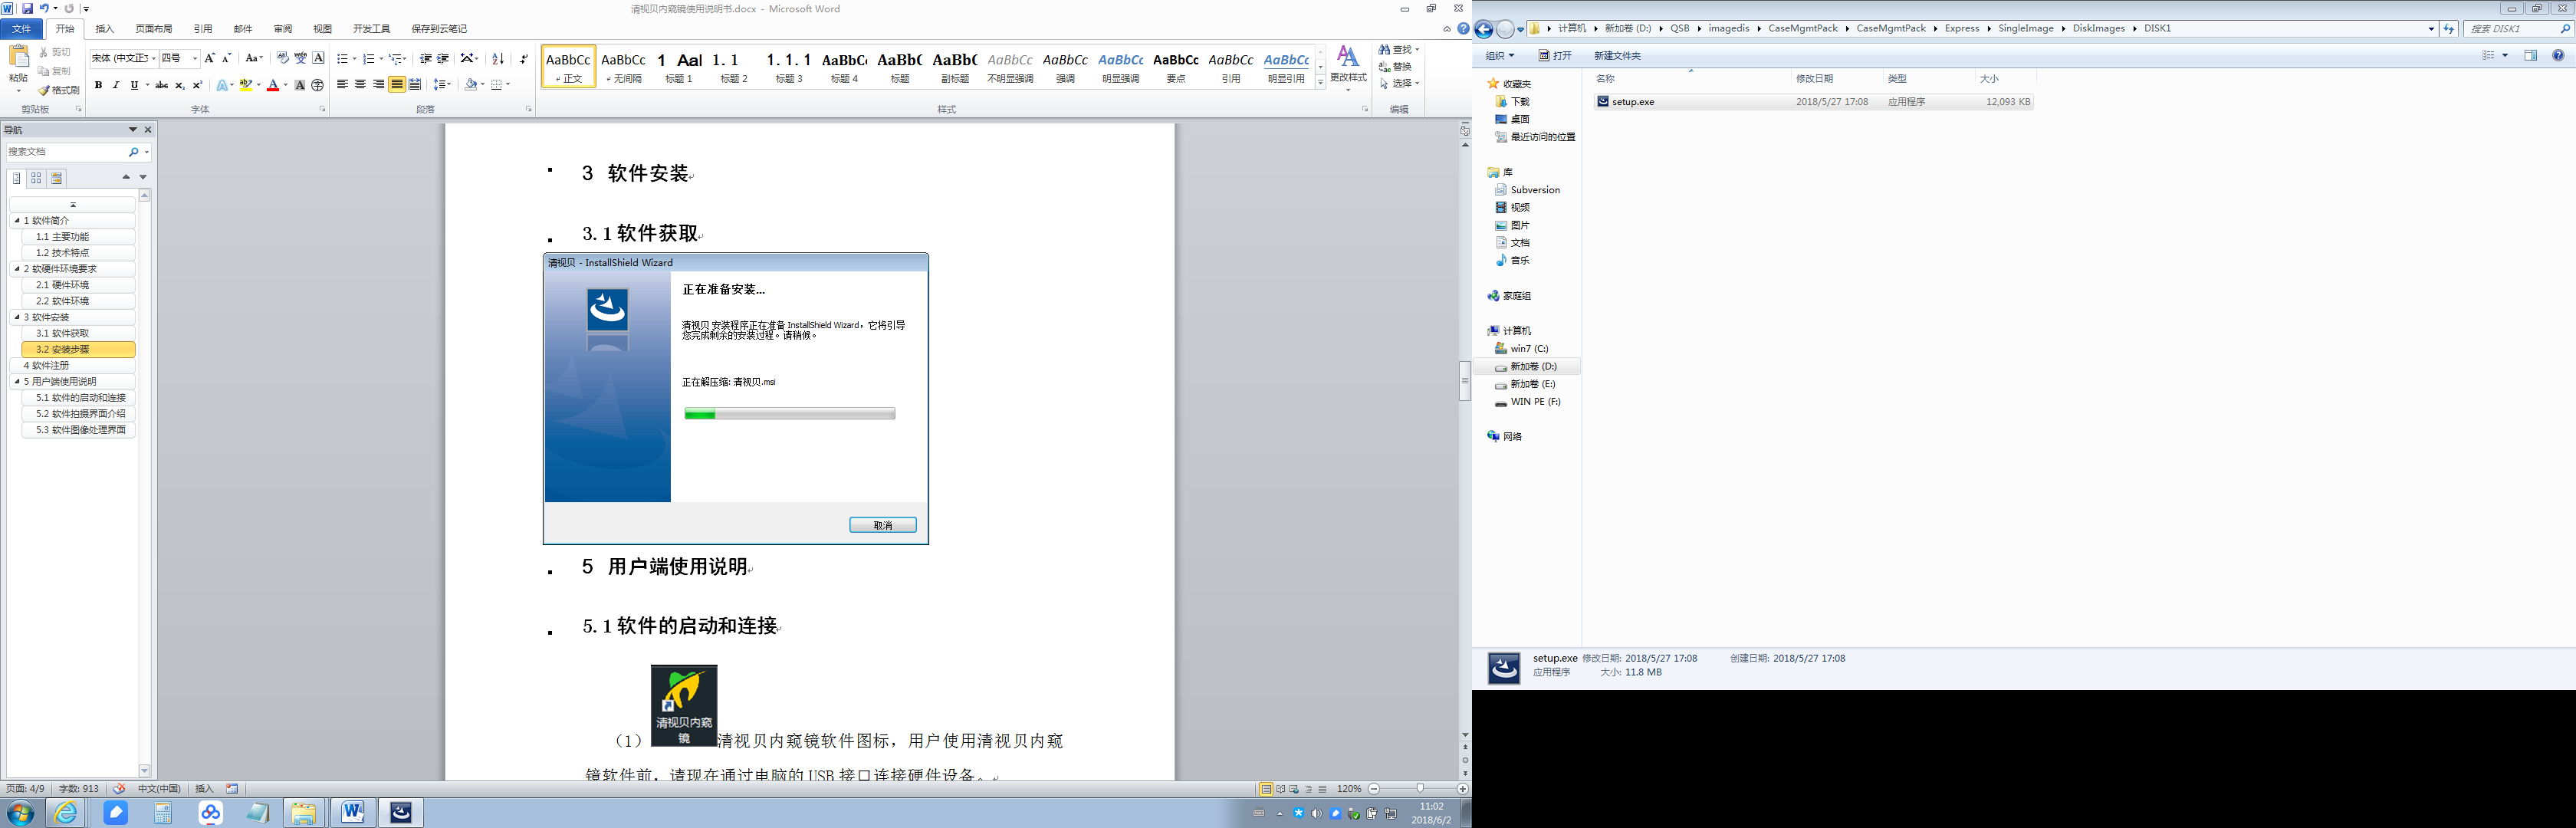 清视贝内窥镜使用说明书.docx - Microsoft Word
文件 开始 插入 页面布局 引用 邮件 审阅 视图 开发工具 保存到云笔记
粘贴 剪切
复制
格式刷
剪贴板
宋体 (中文正 四号
B I U abc x₂ x²
字体
段落
AaBbCc AaBbCc 1 AaI 1.1 1.1.1 AaBbC AaBbC AaBbC AaBbCc AaBbCc AaBbCc AaBbCc AaBbCc AaBbCc
正文 无间隔 标题 1 标题 2 标题 3 标题 4 标题 副标题 不明显强调 强调 明显强调 要点 引用 明显引用
更改样式
样式
查找
替换
选择
编辑
导航
搜索文档
1 软件简介
1.1 主要功能
1.2 技术特点
2 软硬件环境要求
2.1 硬件环境
2.2 软件环境
3 软件安装
3.1 软件获取
3.2 安装步骤
4 软件注册
5 用户端使用说明
5.1 软件的启动和连接
5.2 软件拍摄界面介绍
5.3 软件图像处理界面
3 软件安装
3.1 软件获取
清视贝 - InstallShield Wizard
正在准备安装...
清视贝 安装程序正在准备 InstallShield Wizard，它将引导
您完成剩余的安装过程。请稍候。
正在解压缩: 清视贝.msi
取消
5 用户端使用说明
5.1 软件的启动和连接
清视贝内窥
镜
（1） 清视贝内窥镜软件图标，用户使用清视贝内窥
镜软件前，请现在通过电脑的 USB 接口连接硬件设备。
页面: 4/9 字数: 913 中文(中国) 插入 120%
11:02
2018/6/2
计算机 新加卷 (D:) QSB imagedis CaseMgmtPack CaseMgmtPack Express SingleImage DiskImages DISK1
搜索 DISK1
组织 打开 新建文件夹
名称 修改日期 类型 大小
setup.exe 2018/5/27 17:08 应用程序 12,093 KB
收藏夹
下载
桌面
最近访问的位置
库
Subversion
视频
图片
文档
音乐
家庭组
计算机
win7 (C:)
新加卷 (D:)
新加卷 (E:)
WIN PE (F:)
网络
setup.exe 修改日期: 2018/5/27 17:08 创建日期: 2018/5/27 17:08
应用程序 大小: 11.8 MB